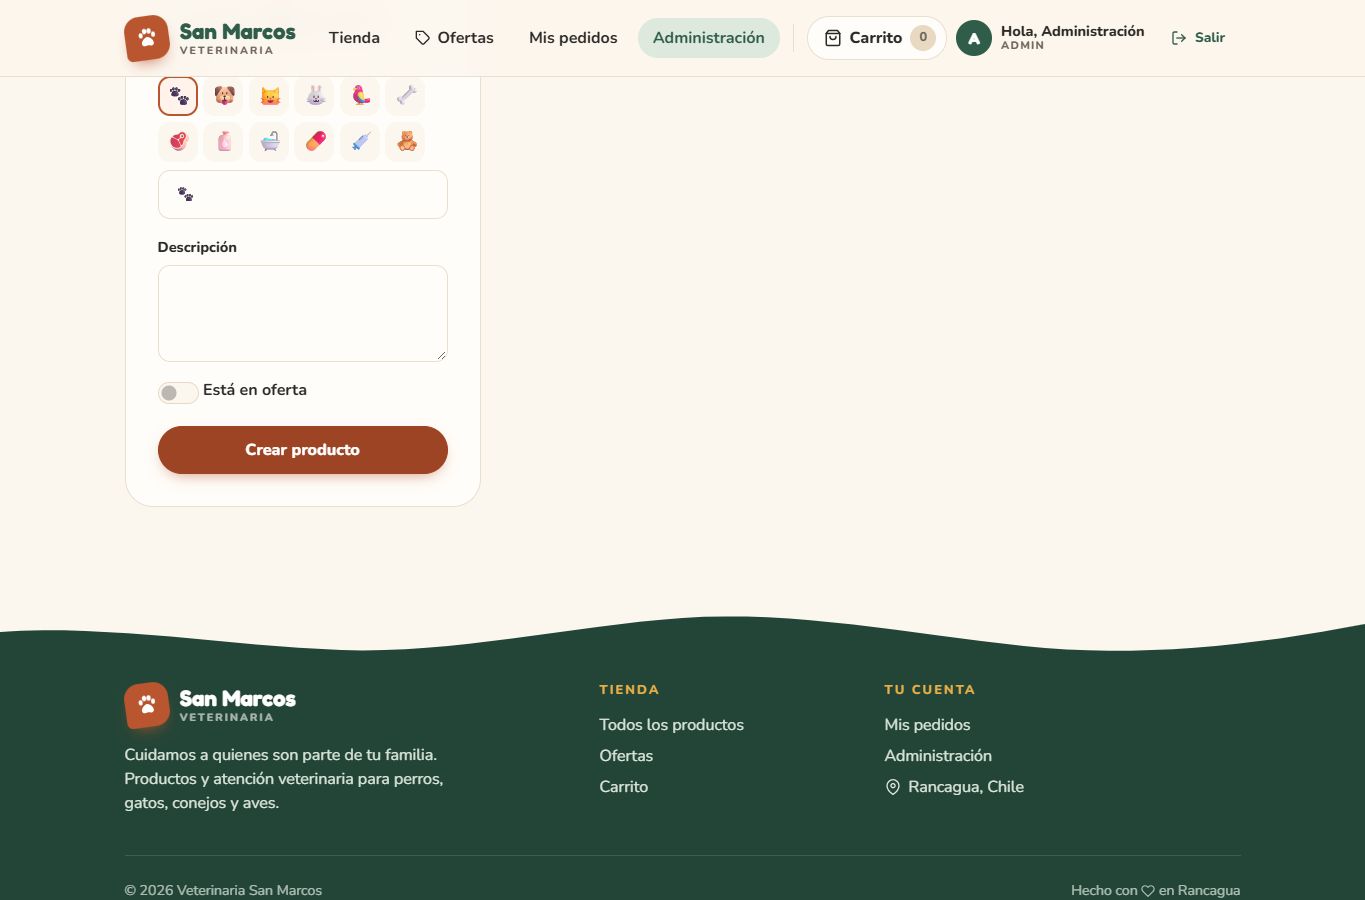 San Marcos
VETERINARIA
Tienda
Ofertas
Mis pedidos
Administración
Carrito 0
A
Hola, Administración
ADMIN
Salir
Descripción
Está en oferta
Crear producto
San Marcos
VETERINARIA
Cuidamos a quienes son parte de tu familia.
Productos y atención veterinaria para perros,
gatos, conejos y aves.
TIENDA
Todos los productos
Ofertas
Carrito
TU CUENTA
Mis pedidos
Administración
Rancagua, Chile
© 2026 Veterinaria San Marcos
Hecho con ♡ en Rancagua